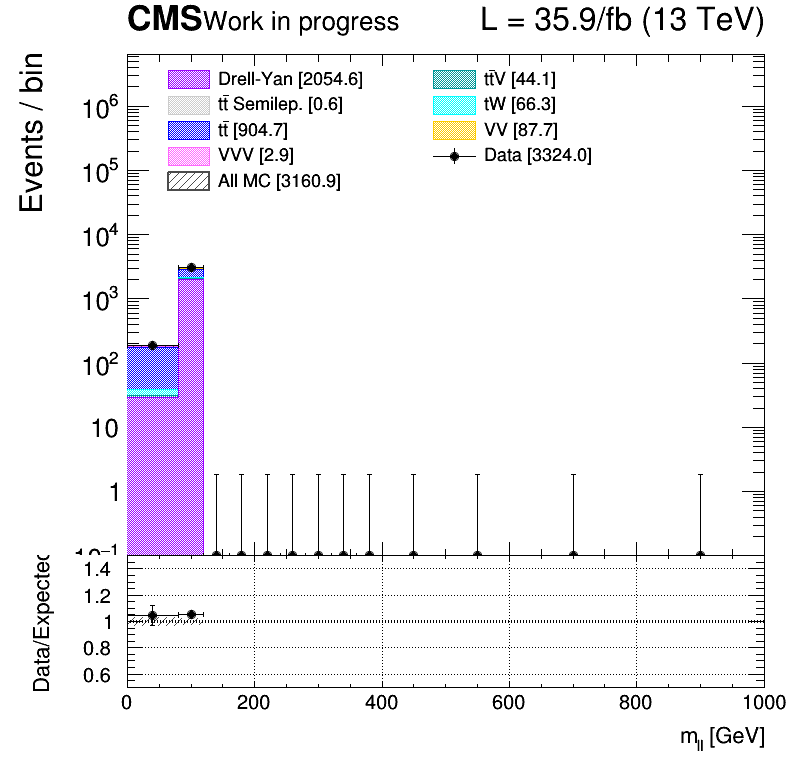 CMS Work in progress L = 35.9/fb (13 TeV)
Events / bin
Drell-Yan [2054.6]
tt̄ Semilep. [0.6]
tt̄ [904.7]
VVV [2.9]
All MC [3160.9]
tt̄V [44.1]
tW [66.3]
VV [87.7]
Data [3324.0]
10⁶
10⁵
10⁴
10³
10²
10
1
10⁻¹
Data/Expected
1.4
1.2
1
0.8
0.6
0 200 400 600 800 1000
m_ll [GeV]